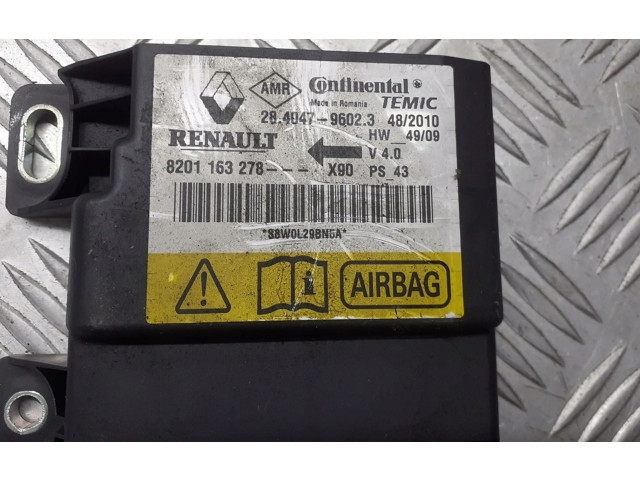 AMR Continental
Made in Romania TEMIC
28.4047-9602.3 48/2010
RENAULT HW 49/09
V 4.0
8201 163 278--- X90 PS 43
*S8W0L29BN5A*
AIRBAG